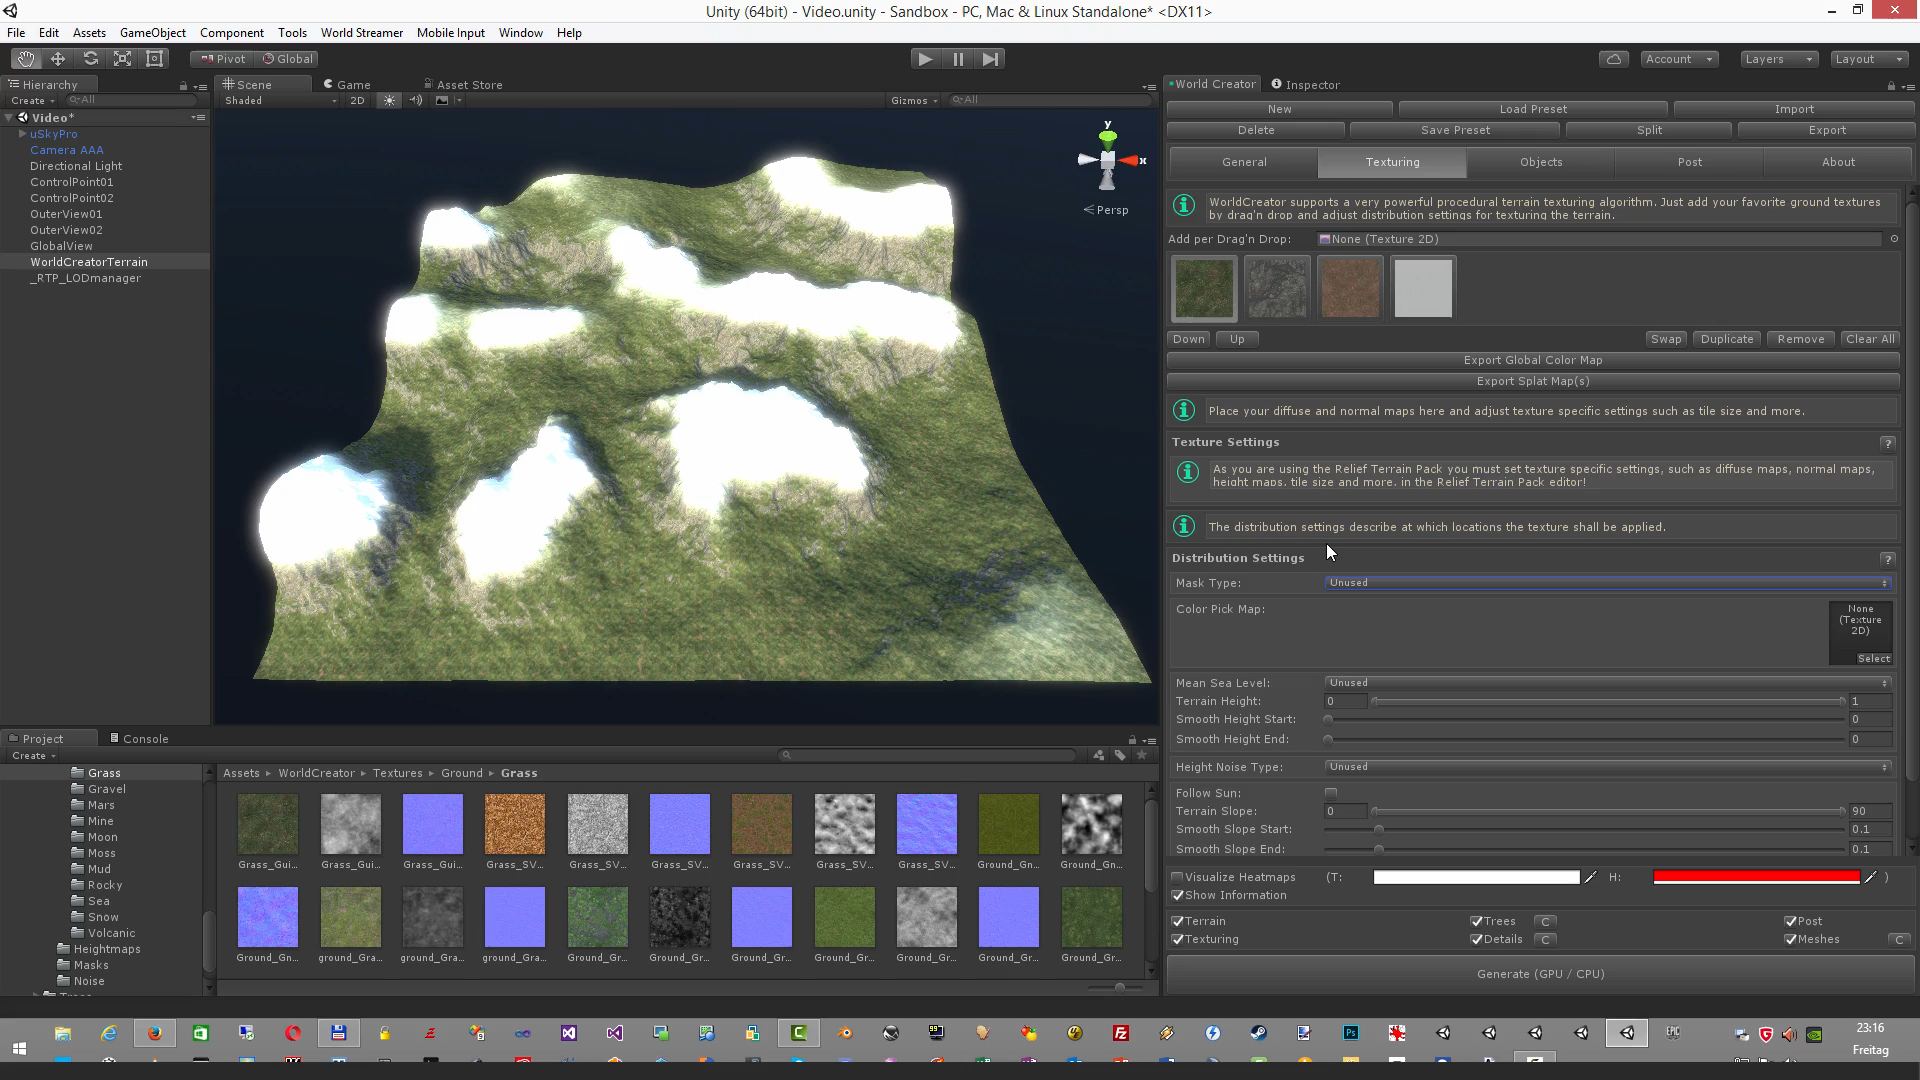 Unity (64bit) - Video.unity - Sandbox - PC, Mac & Linux Standalone* <DX11>
File Edit Assets GameObject Component Tools World Streamer Mobile Input Window Help
Pivot Global Account Layers Layout
Hierarchy
Create All
Video*
uSkyPro
Camera AAA
Directional Light
ControlPoint01
ControlPoint02
OuterView01
OuterView02
GlobalView
WorldCreatorTerrain
_RTP_LODmanager
Scene Game Asset Store
Shaded 2D Gizmos All
y
x
Persp
World Creator Inspector
New Load Preset Import
Delete Save Preset Split Export
General Texturing Objects Post About
WorldCreator supports a very powerful procedural terrain texturing algorithm. Just add your favorite ground textures
by drag'n drop and adjust distribution settings for texturing the terrain.
Add per Drag'n Drop: None (Texture 2D)
Down Up Swap Duplicate Remove Clear All
Export Global Color Map
Export Splat Map(s)
Place your diffuse and normal maps here and adjust texture specific settings such as tile size and more.
Texture Settings ?
As you are using the Relief Terrain Pack you must set texture specific settings, such as diffuse maps, normal maps,
height maps, tile size and more, in the Relief Terrain Pack editor!
The distribution settings describe at which locations the texture shall be applied.
Distribution Settings ?
Mask Type: Unused
Color Pick Map: None
(Texture
2D)
Select
Mean Sea Level: Unused
Terrain Height: 0 1
Smooth Height Start: 0
Smooth Height End: 0
Height Noise Type: Unused
Follow Sun:
Terrain Slope: 0 90
Smooth Slope Start: 0.1
Smooth Slope End: 0.1
Visualize Heatmaps (T: H: )
Show Information
Terrain Trees C Post
Texturing Details C Meshes C
Generate (GPU / CPU)
Project Console
Create
Grass
Gravel
Mars
Mine
Moon
Moss
Mud
Rocky
Sea
Snow
Volcanic
Heightmaps
Masks
Noise
Assets WorldCreator Textures Ground Grass
Grass_Gui... Grass_Gui... Grass_Gui... Grass_SV... Grass_SV... Grass_SV... Grass_SV... Grass_SV... Grass_SV... Ground_Gn... Ground_Gn...
Ground_Gn... ground_Gra... ground_Gra... ground_Gra... Ground_Gr... Ground_Gr... Ground_Gr... Ground_Gr... Ground_Gr... Ground_Gr... Ground_Gr...
23:16
Freitag